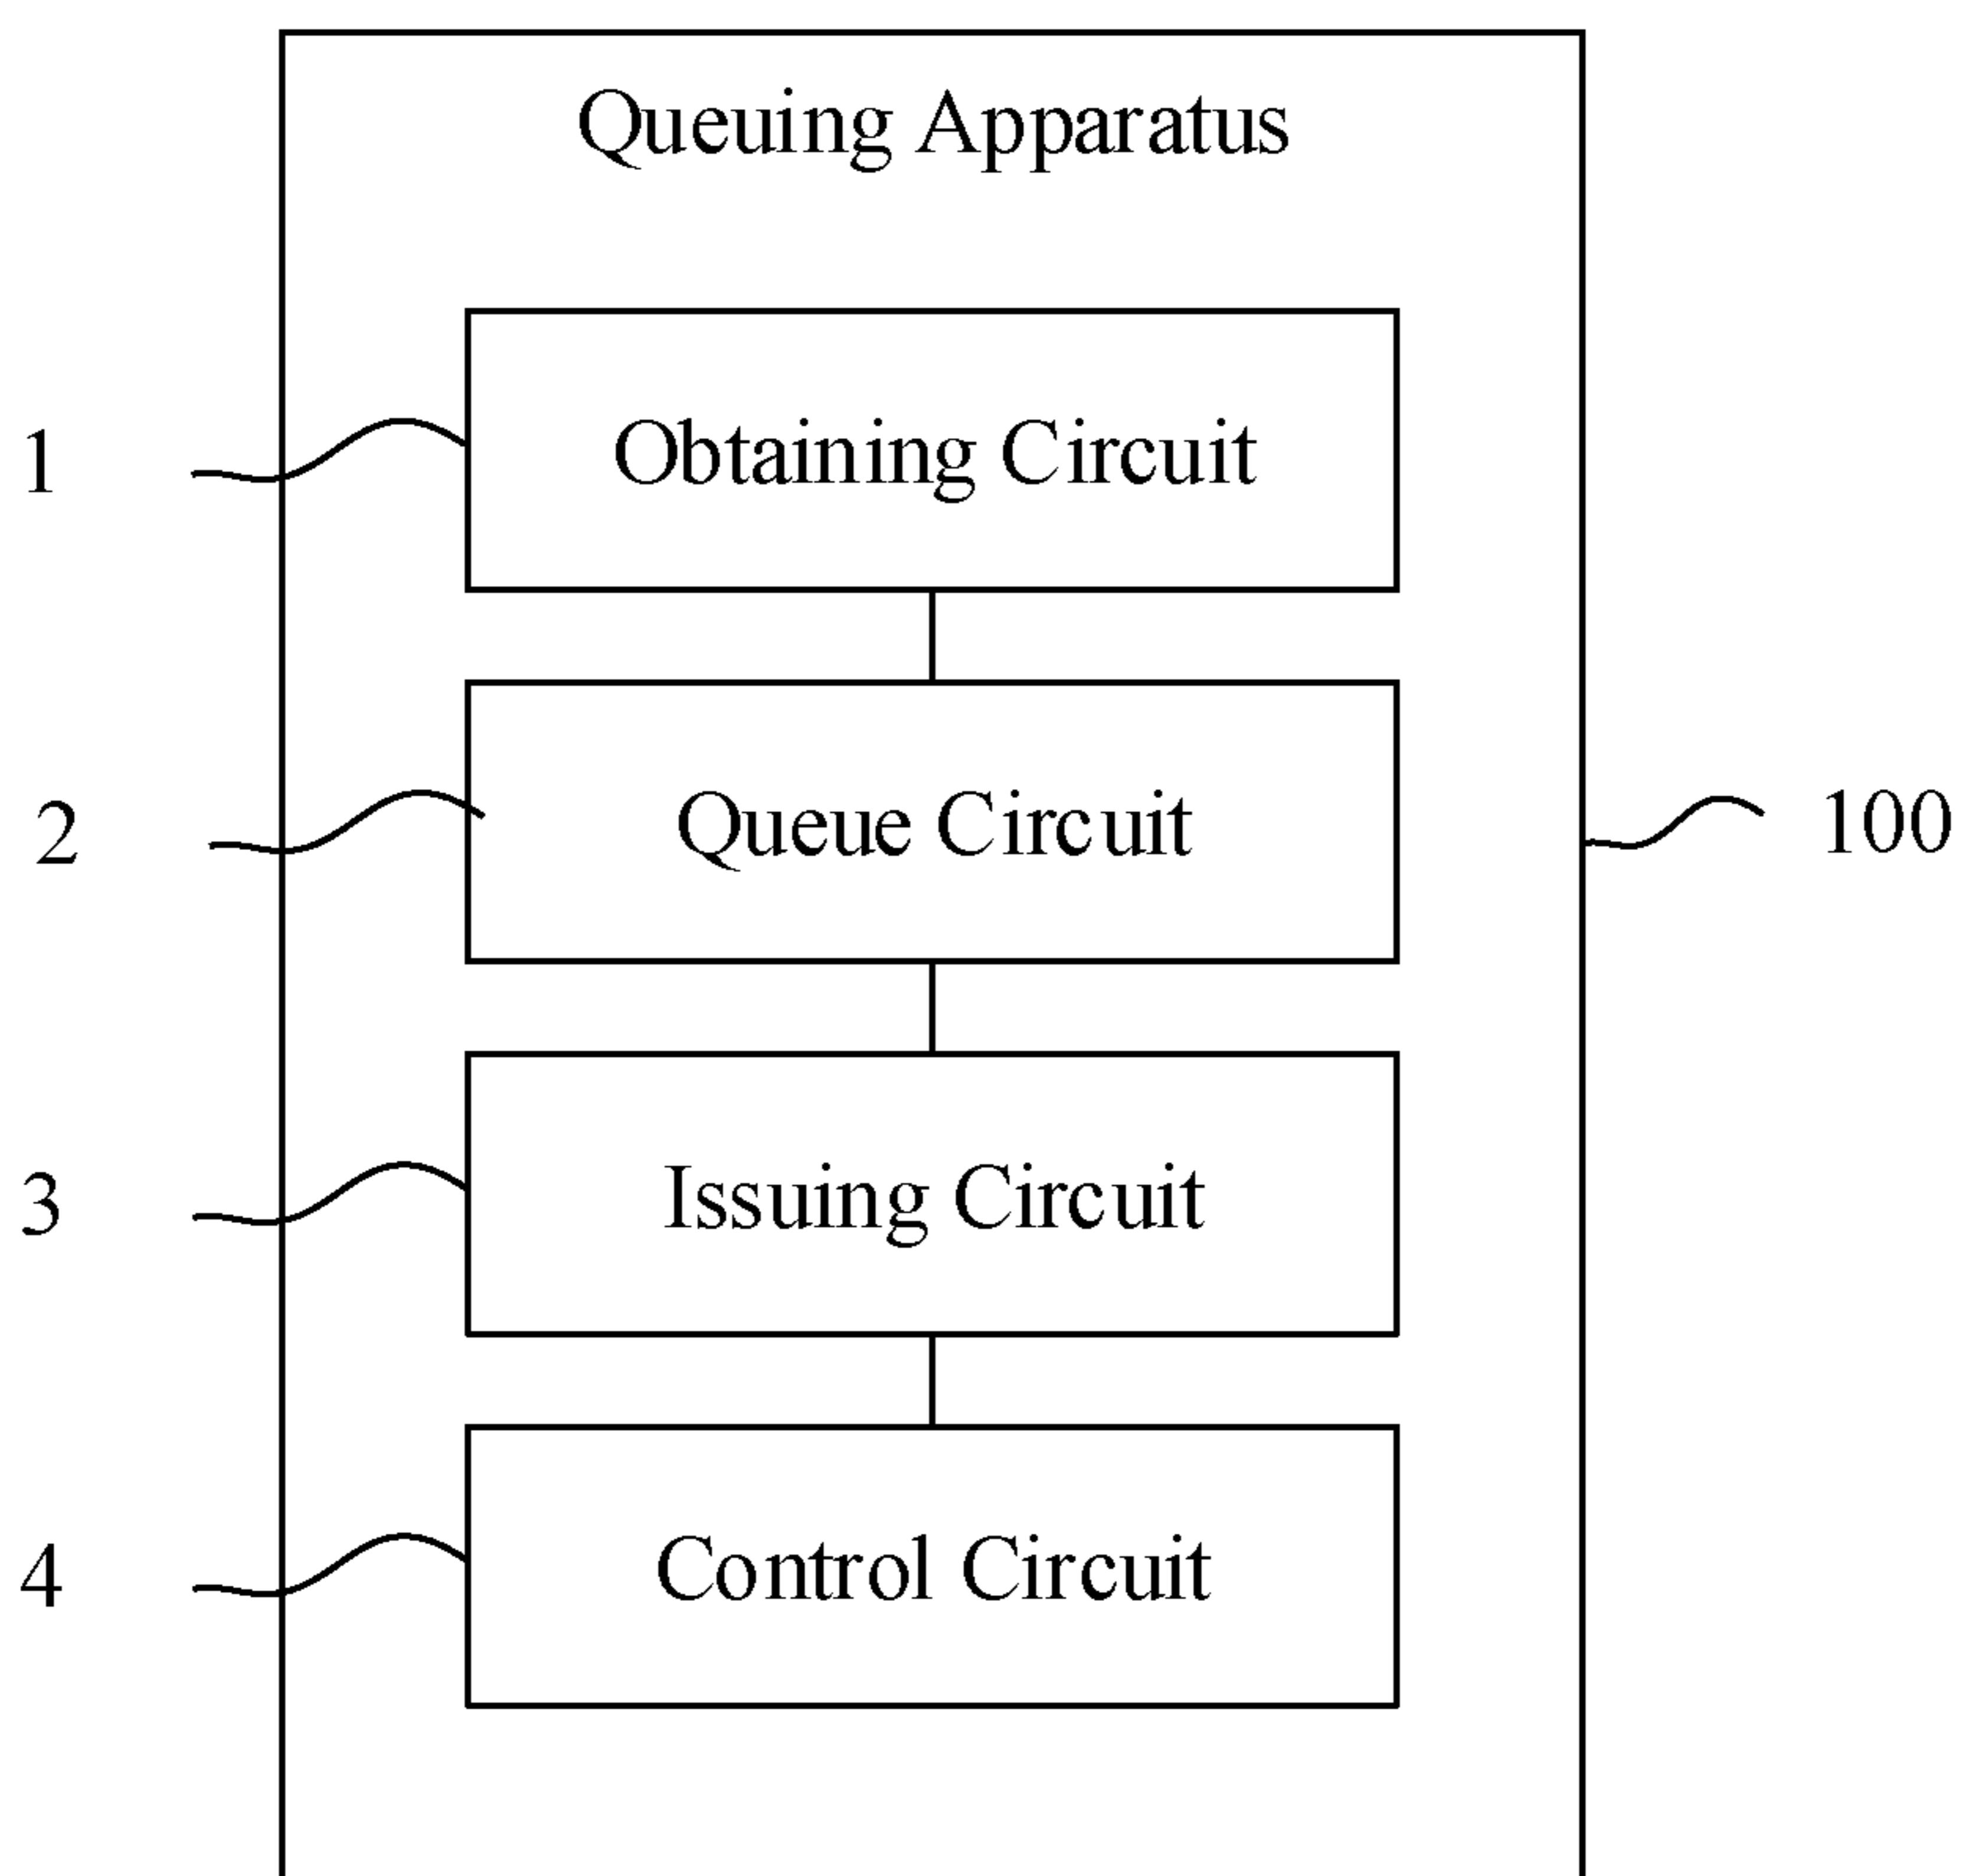 Queuing Apparatus
1
Obtaining Circuit
2
Queue Circuit
100
3
Issuing Circuit
4
Control Circuit